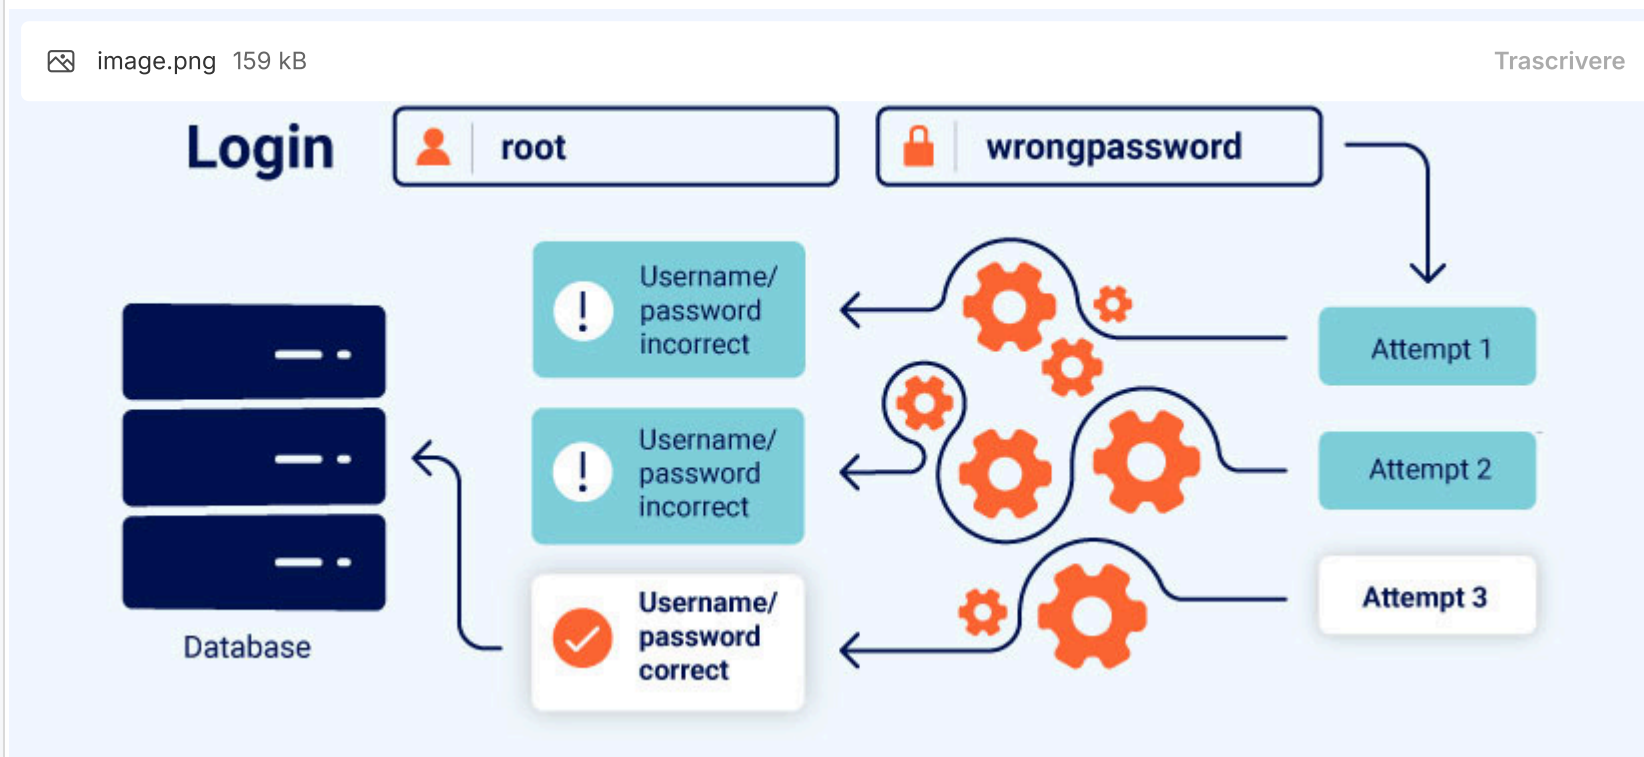 image.png 159 kB Trascrivere
Login root wrongpassword
Username/
password
incorrect
Attempt 1
Username/
password
incorrect
Attempt 2
Username/
password
correct
Attempt 3
Database